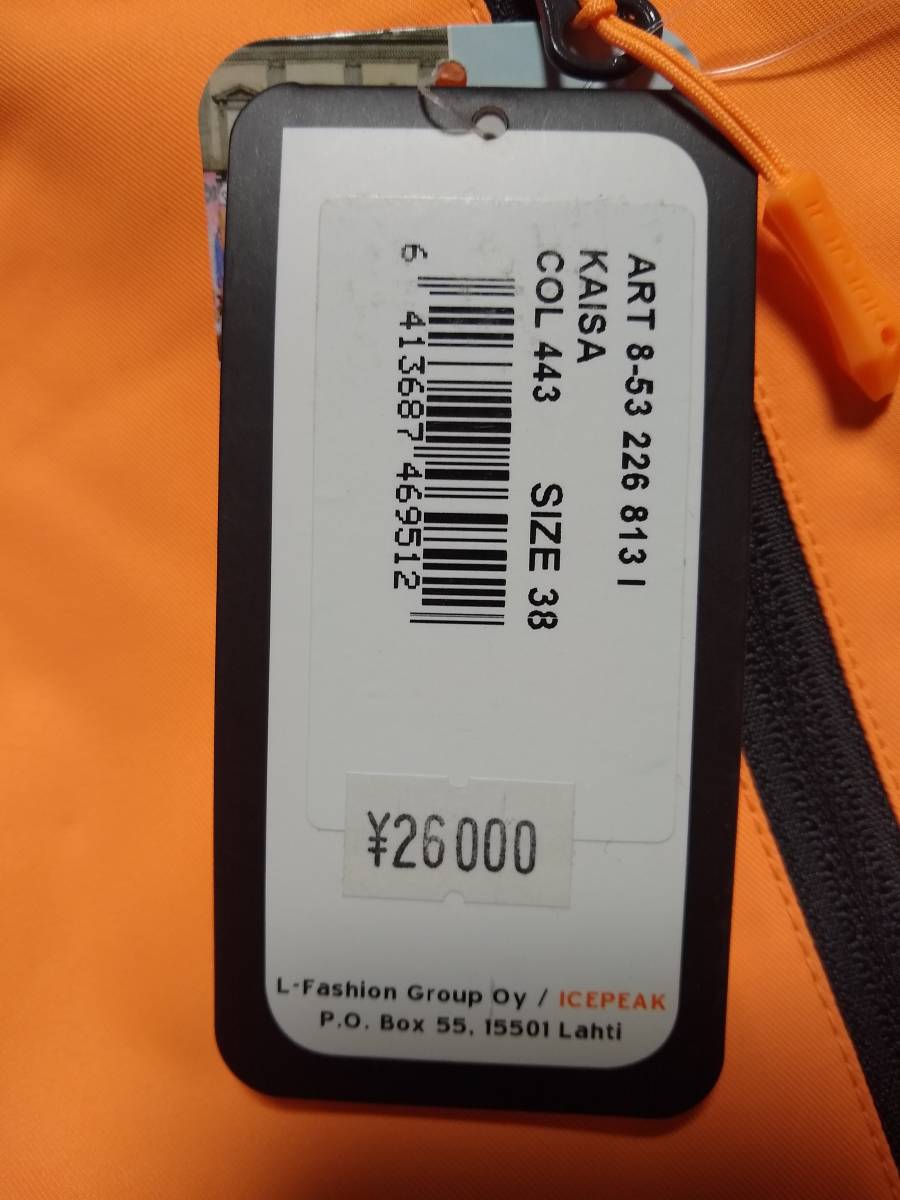 ART 8-53 226 813 I
KAISA
COL 443 SIZE 38
6 413687 469512
¥26000
L-Fashion Group Oy / ICEPEAK
P.O. Box 55, 15501 Lahti